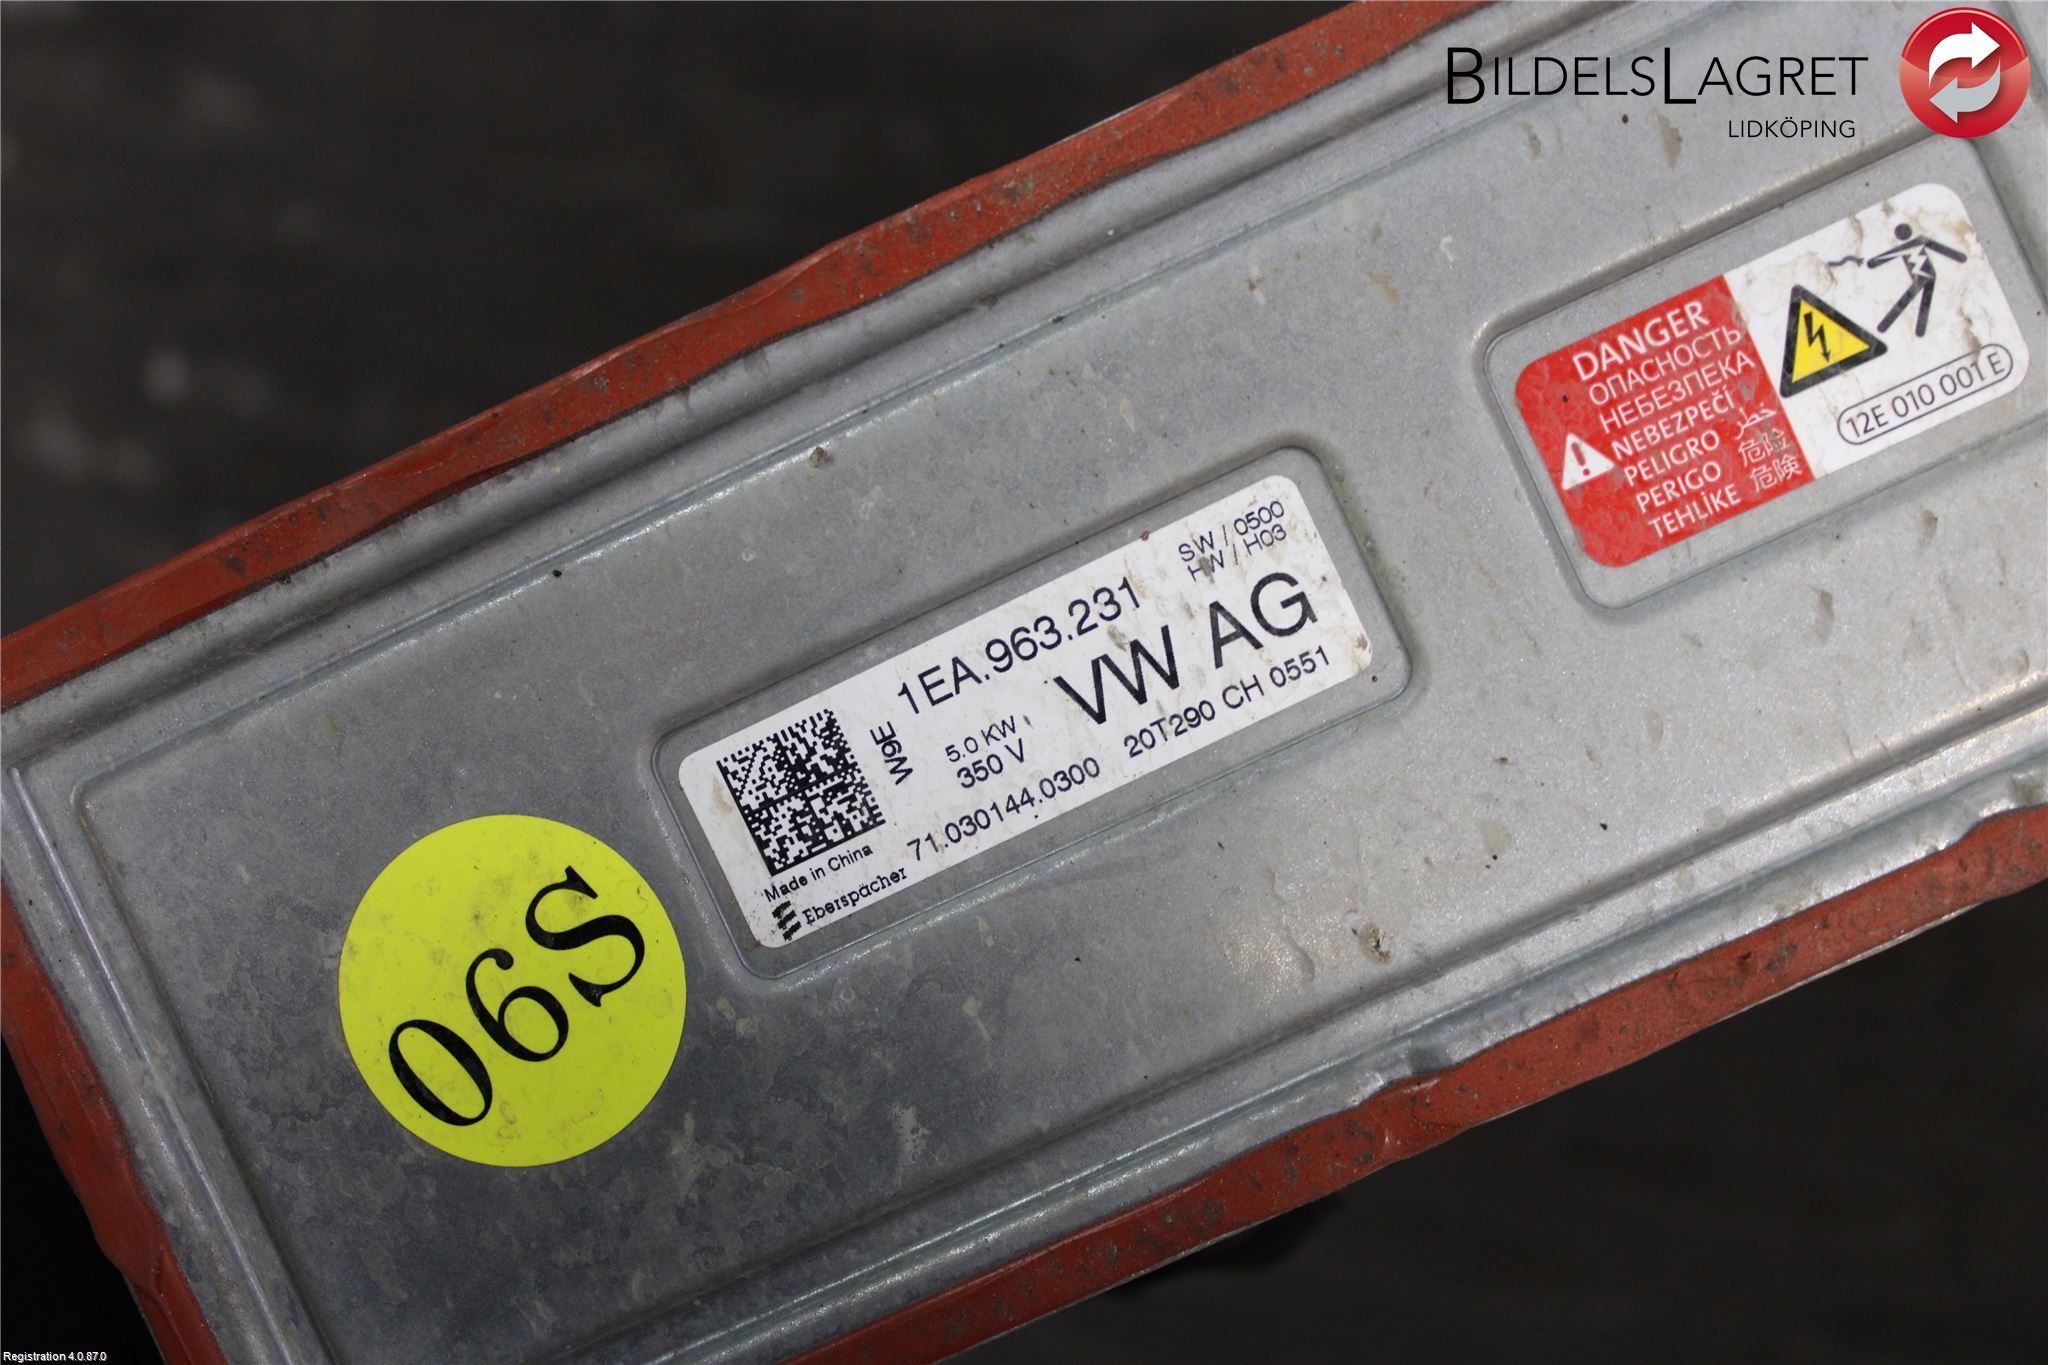 BILDELSLAGRET
LIDKÖPING
DANGER
ОПАСНОСТЬ
НЕБЕЗПЕКА
NEBEZPEČÍ
PELIGRO خطر
PERIGO 危险
TEHLİKE 危険
12E 010 001 E
SW / 0500
HW / H03
1EA.963.231
VW AG
W9E
5.0 KW
350 V
71.030144.0300 20T290 CH 0551
Made in China
Eberspächer
06S
Registration 4.0.87.0